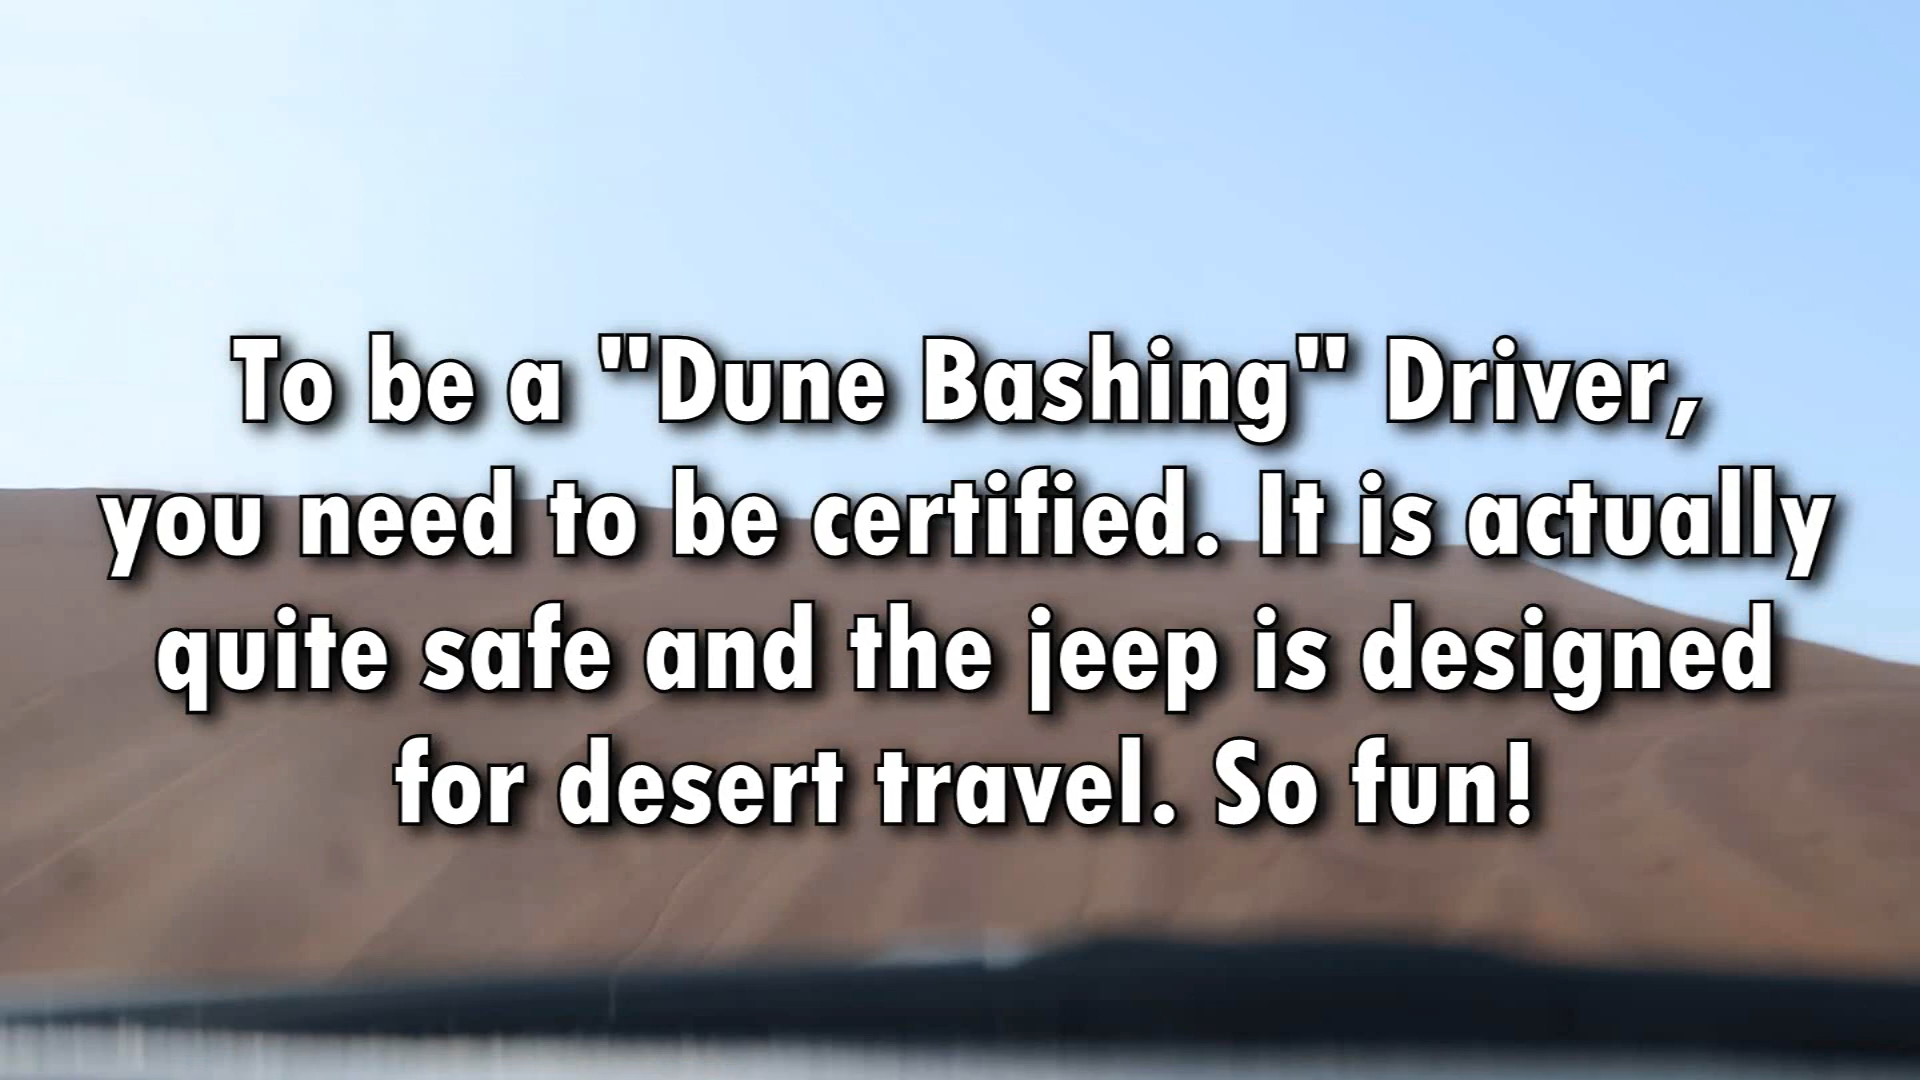 To be a "Dune Bashing" Driver,
you need to be certified. It is actually
quite safe and the jeep is designed
for desert travel. So fun!